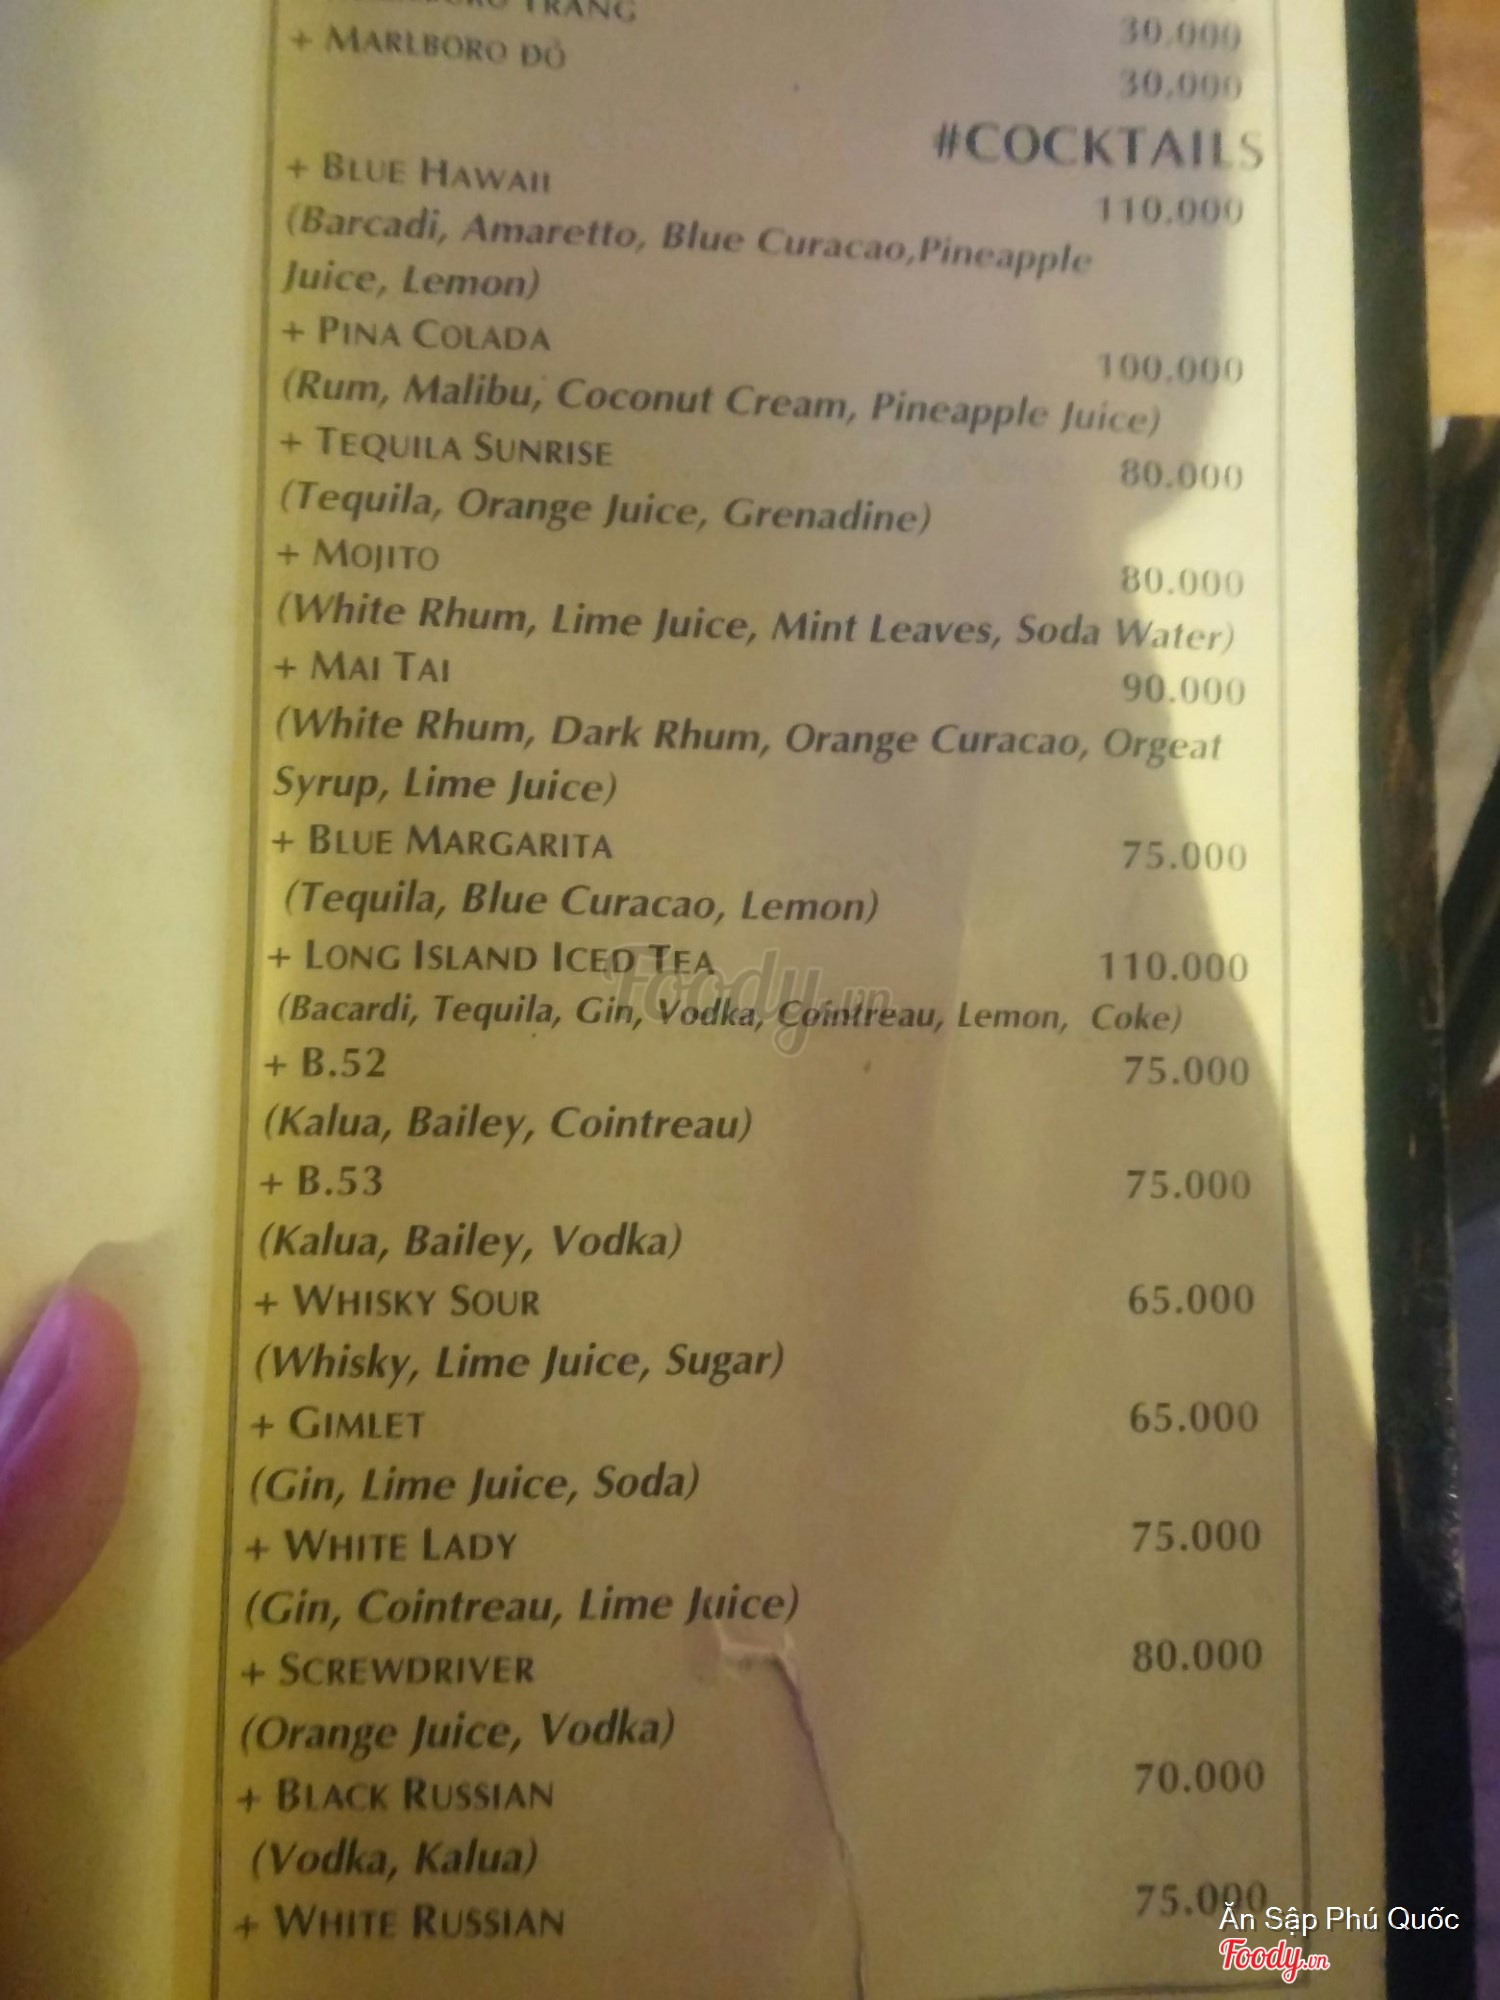 TRẮNG 30.000
+ MARLBORO ĐỎ 30.000
#COCKTAILS
+ BLUE HAWAII 110.000
(Barcadi, Amaretto, Blue Curacao,Pineapple
Juice, Lemon)
+ PINA COLADA 100.000
(Rum, Malibu, Coconut Cream, Pineapple Juice)
+ TEQUILA SUNRISE 80.000
(Tequila, Orange Juice, Grenadine)
+ MOJITO 80.000
(White Rhum, Lime Juice, Mint Leaves, Soda Water)
+ MAI TAI 90.000
(White Rhum, Dark Rhum, Orange Curacao, Orgeat
Syrup, Lime Juice)
+ BLUE MARGARITA 75.000
(Tequila, Blue Curacao, Lemon)
+ LONG ISLAND ICED TEA 110.000
(Bacardi, Tequila, Gin, Vodka, Cointreau, Lemon, Coke)
+ B.52 75.000
(Kalua, Bailey, Cointreau)
+ B.53 75.000
(Kalua, Bailey, Vodka)
+ WHISKY SOUR 65.000
(Whisky, Lime Juice, Sugar)
+ GIMLET 65.000
(Gin, Lime Juice, Soda)
+ WHITE LADY 75.000
(Gin, Cointreau, Lime Juice)
+ SCREWDRIVER 80.000
(Orange Juice, Vodka)
+ BLACK RUSSIAN 70.000
(Vodka, Kalua)
+ WHITE RUSSIAN 75.000
Foody.vn
Ăn Sập Phú Quốc
Foody.vn